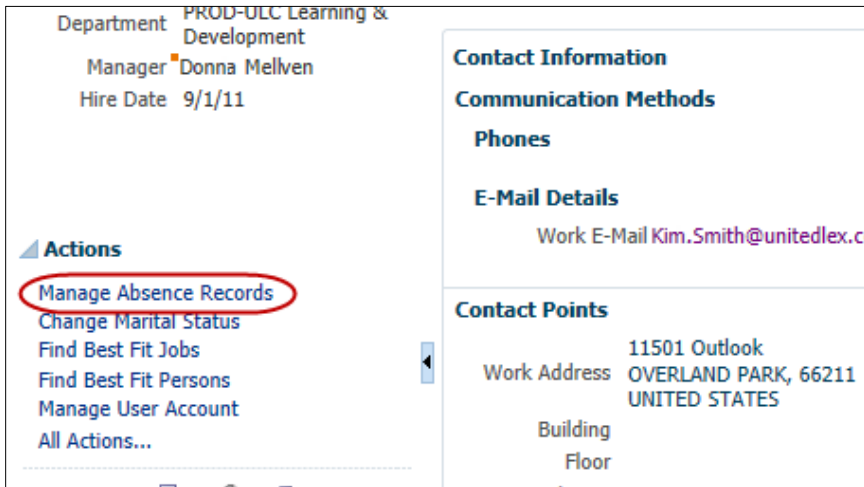 PROD-ULC Learning &
Department
Development
Manager Donna Mellven
Hire Date 9/1/11
Actions
Manage Absence Records
Change Marital Status
Find Best Fit Jobs
Find Best Fit Persons
Manage User Account
All Actions...
Contact Information
Communication Methods
Phones
E-Mail Details
Work E-Mail Kim.Smith@unitedlex.c
Contact Points
11501 Outlook
Work Address OVERLAND PARK, 66211
UNITED STATES
Building
Floor